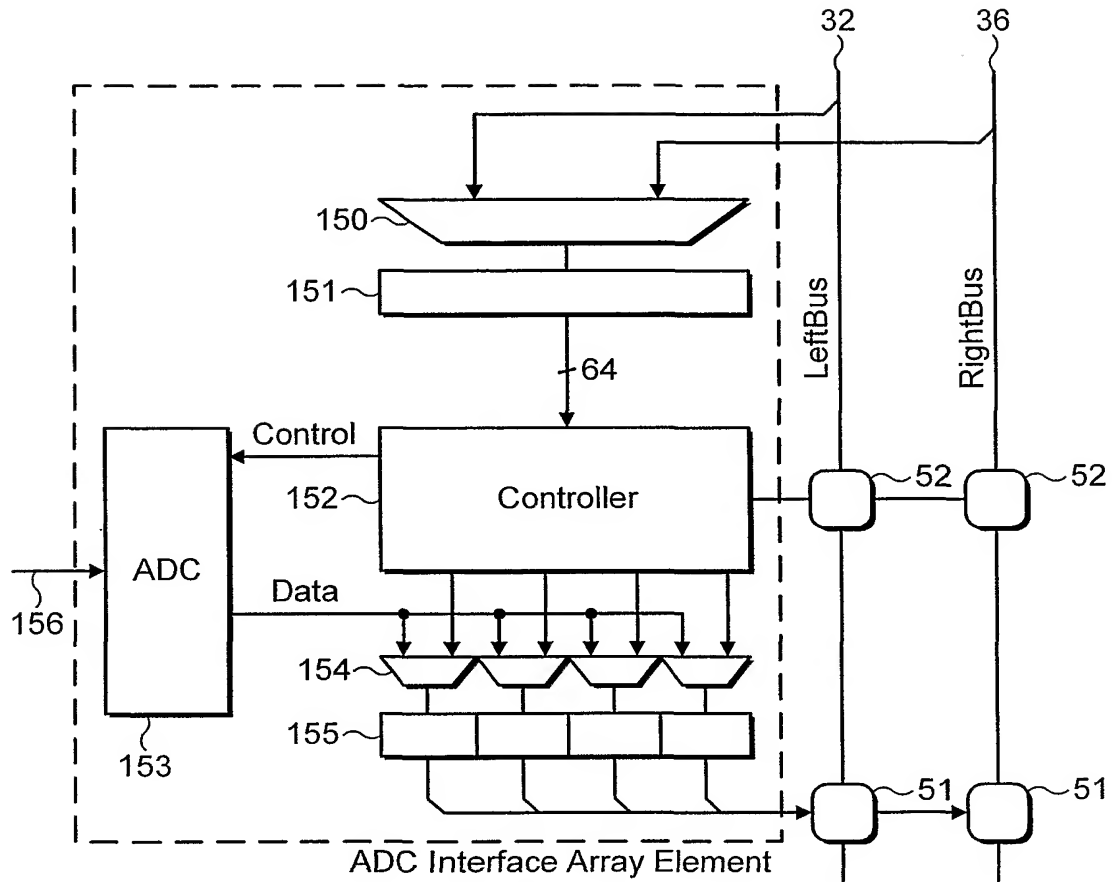 32
36
150
151
LeftBus
RightBus
64
Control
52
52
152
Controller
ADC
Data
156
154
155
153
51
51
ADC Interface Array Element